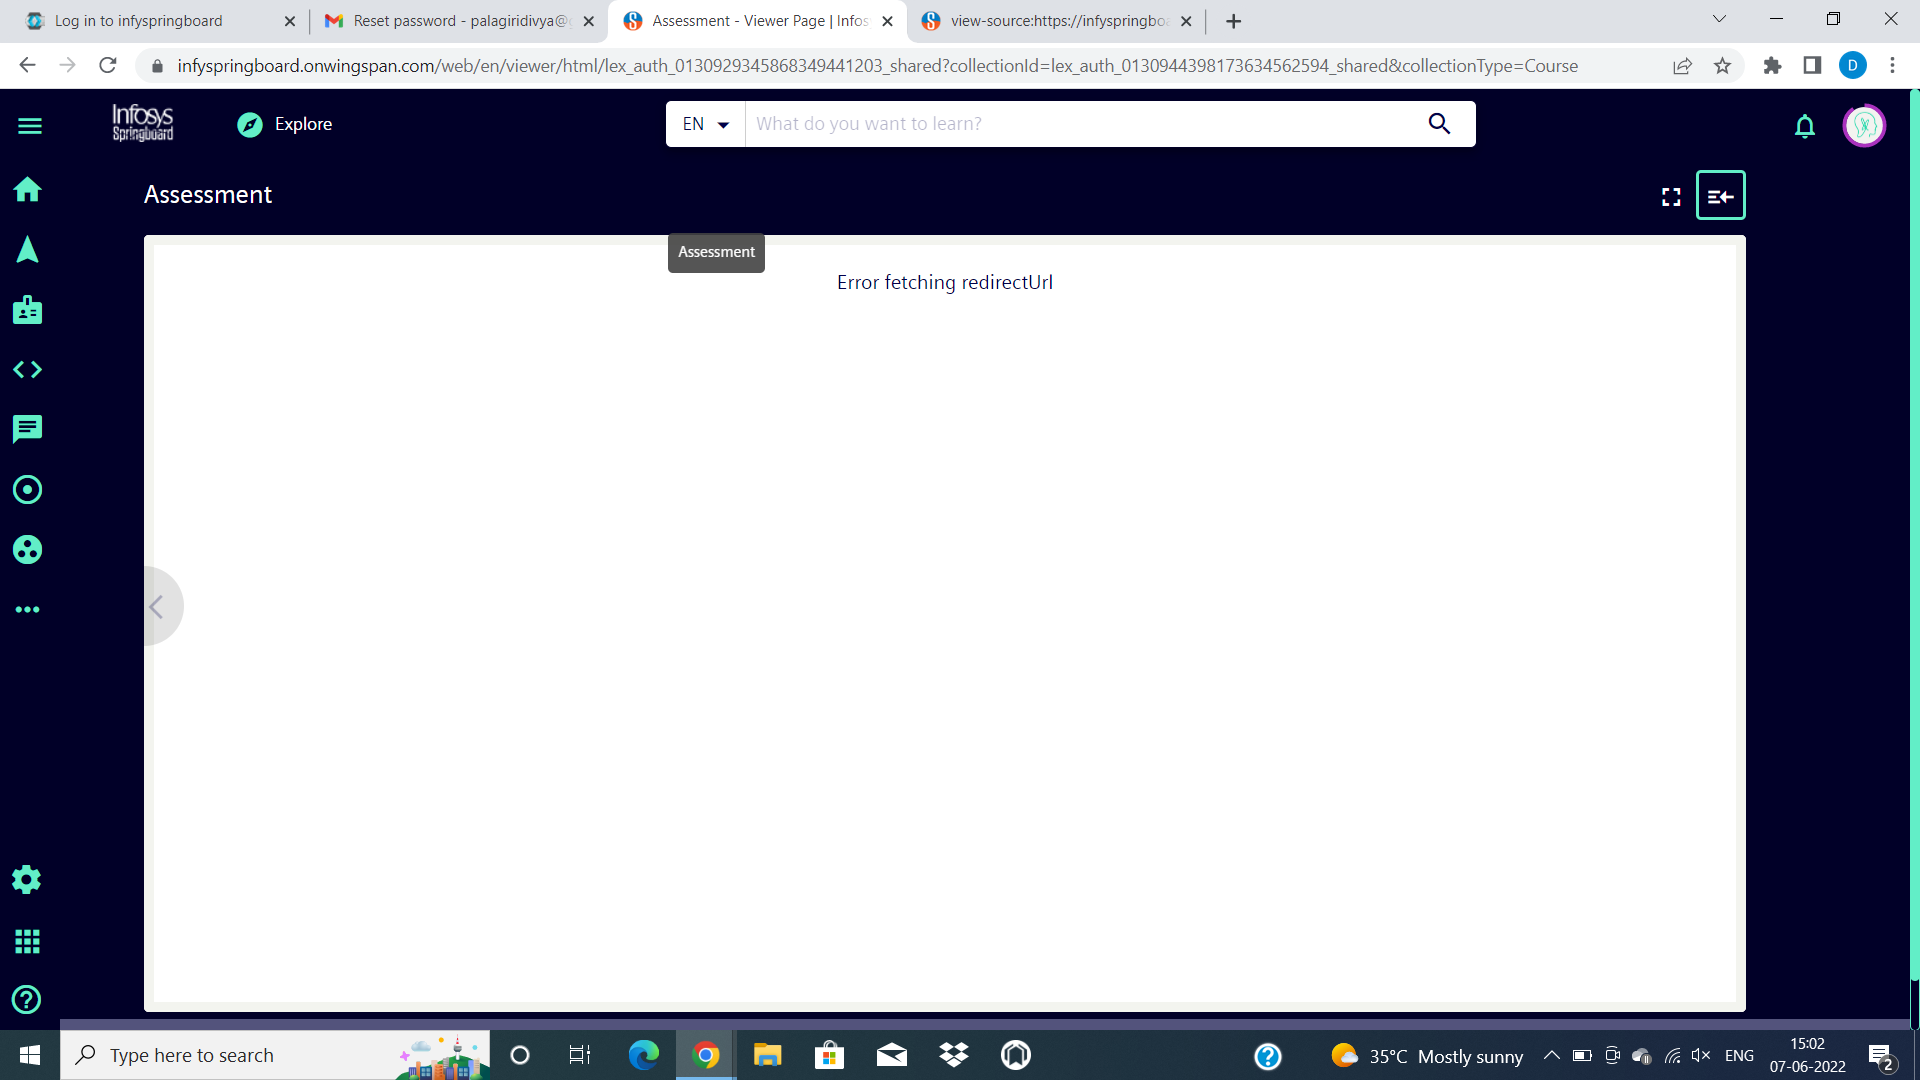 Log in to infyspringboard
Reset password - palagiridivya@g
Assessment - Viewer Page | Infos
view-source:https://infyspringboa
infyspringboard.onwingspan.com/web/en/viewer/html/lex_auth_0130929345868349441203_shared?collectionId=lex_auth_0130944398173634562594_shared&collectionType=Course
D
Infosys
Springboard
Explore
EN
What do you want to learn?
Assessment
Assessment
Error fetching redirectUrl
Type here to search
35°C Mostly sunny
ENG
15:02
07-06-2022
2